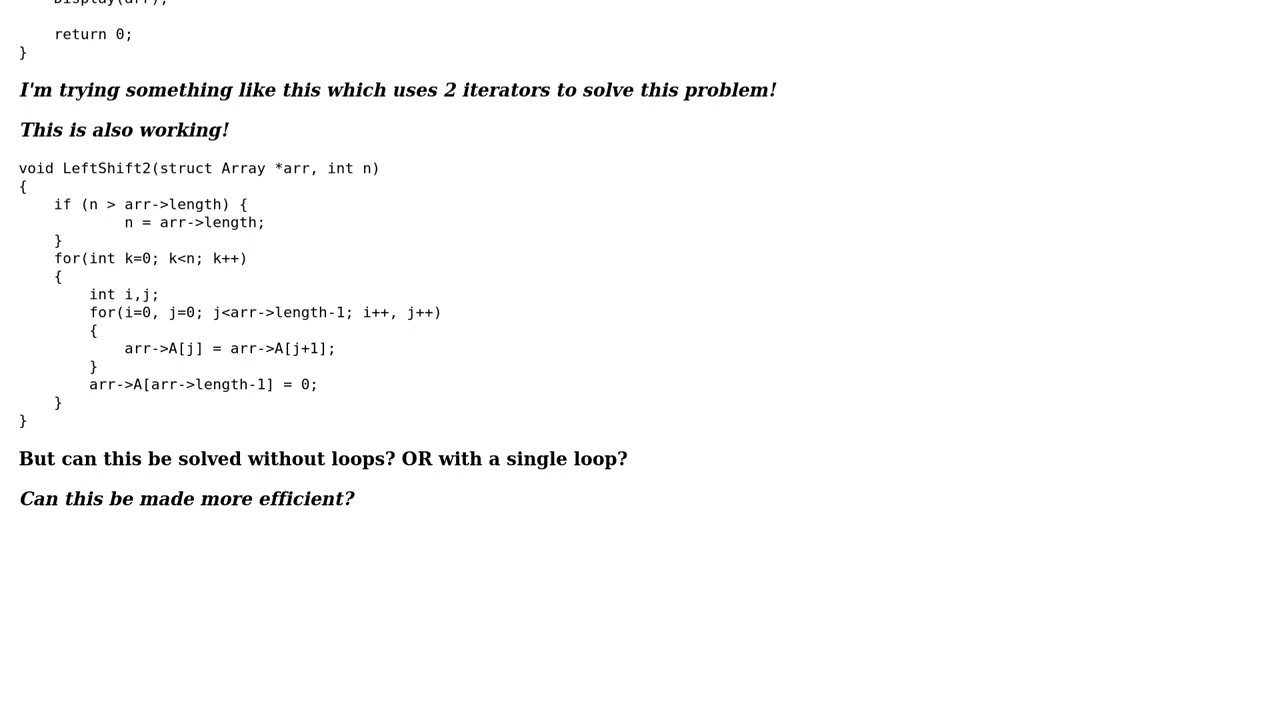 Display(arr);
    return 0;
}
I'm trying something like this which uses 2 iterators to solve this problem!
This is also working!
void LeftShift2(struct Array *arr, int n)
{
    if (n > arr->length) {
            n = arr->length;
    }
    for(int k=0; k<n; k++)
    {
        int i,j;
        for(i=0, j=0; j<arr->length-1; i++, j++)
        {
            arr->A[j] = arr->A[j+1];
        }
        arr->A[arr->length-1] = 0;
    }
}
But can this be solved without loops? OR with a single loop?
Can this be made more efficient?